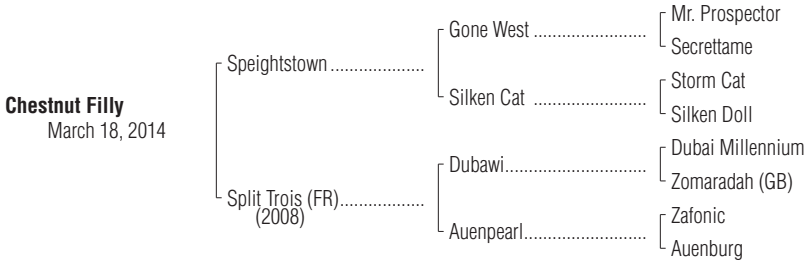 Chestnut Filly
March 18, 2014
Speightstown ....................
Split Trois (FR)..................
(2008)
Gone West ........................
Silken Cat ........................
Dubawi........................
Auenpearl..........................
Mr. Prospector
Secrettame
Storm Cat
Silken Doll
Dubai Millennium
Zomaradah (GB)
Zafonic
Auenburg